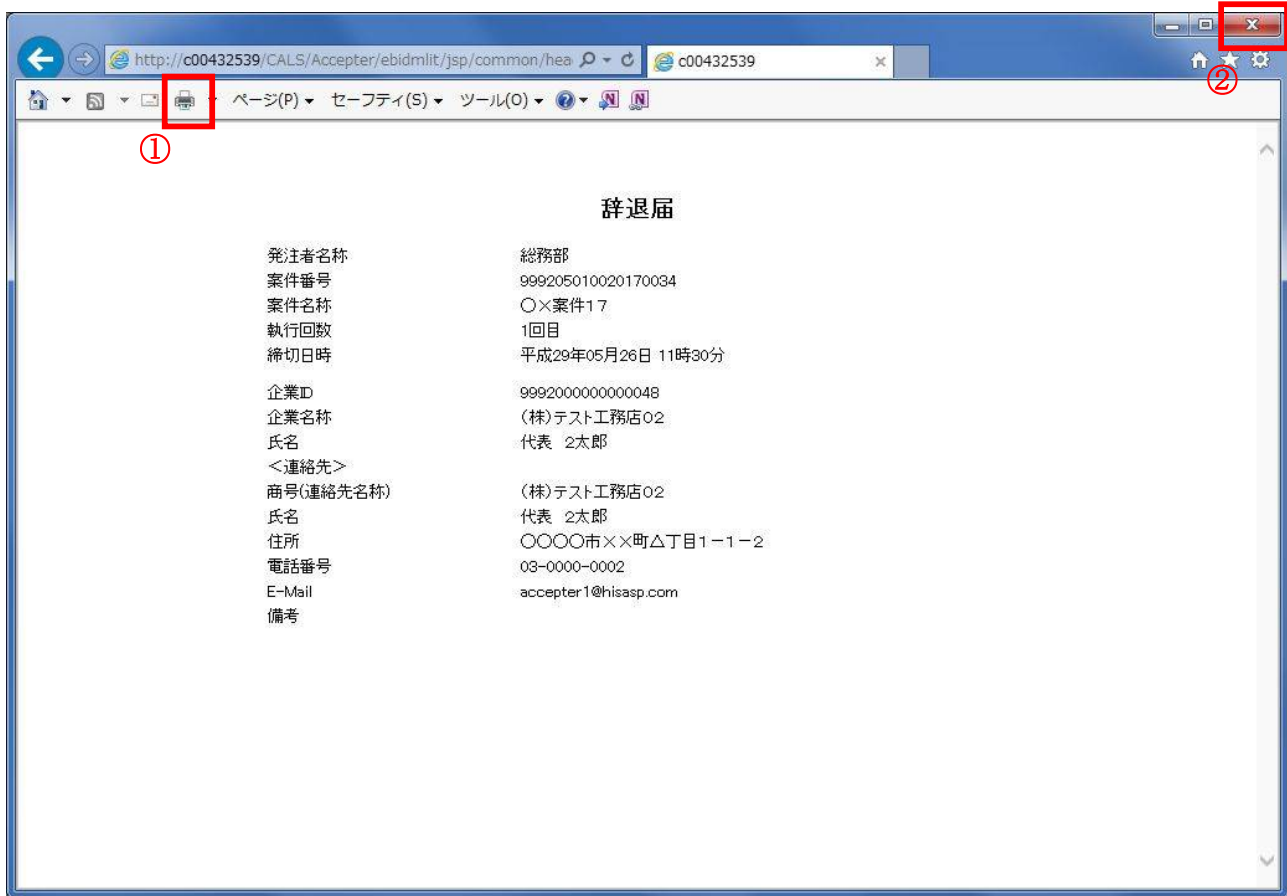 ②
http://c00432539/CALS/Accepter/ebidmlit/jsp/common/hea c00432539
ページ(P) セーフティ(S) ツール(O)
①
辞退届
発注者名称 総務部
案件番号 999205010020170034
案件名称 〇×案件17
執行回数 1回目
締切日時 平成29年05月26日 11時30分
企業ID 9992000000000048
企業名称 (株)テスト工務店02
氏名 代表 2太郎
＜連絡先＞
商号(連絡先名称) (株)テスト工務店02
氏名 代表 2太郎
住所 〇〇〇〇市××町△丁目1－1－2
電話番号 03-0000-0002
E-Mail accepter1@hisasp.com
備考